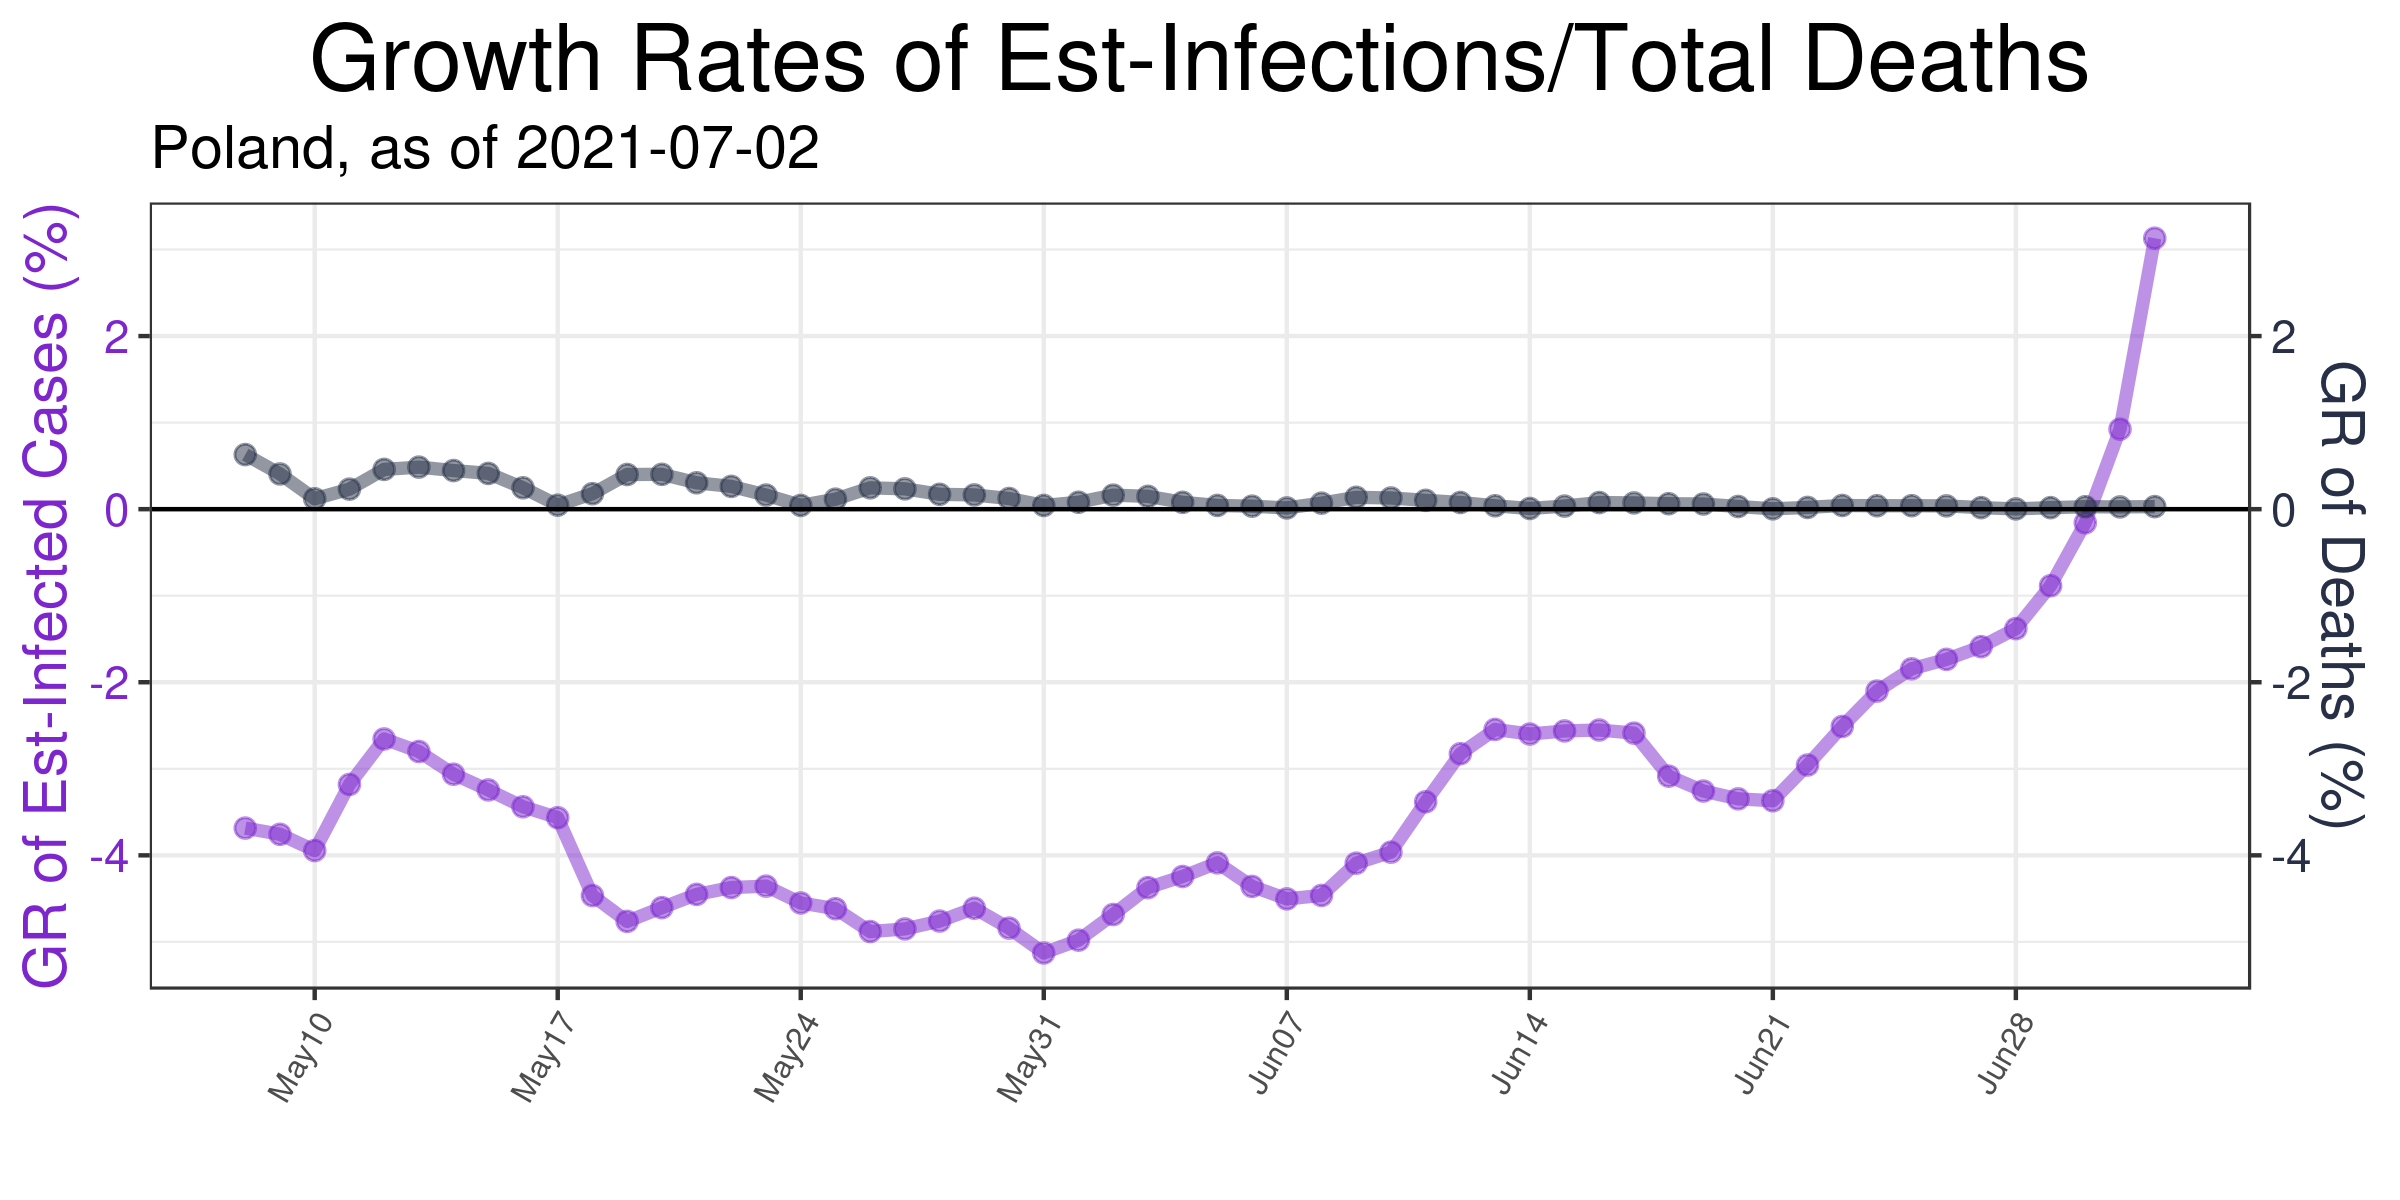 Growth Rates of Est-Infections/Total Deaths
Poland, as of 2021-07-02
GR of Est-Infected Cases (%)
2
0
-2
-4
2
0
-2
-4
GR of Deaths (%)
May10
May17
May24
May31
Jun07
Jun14
Jun21
Jun28